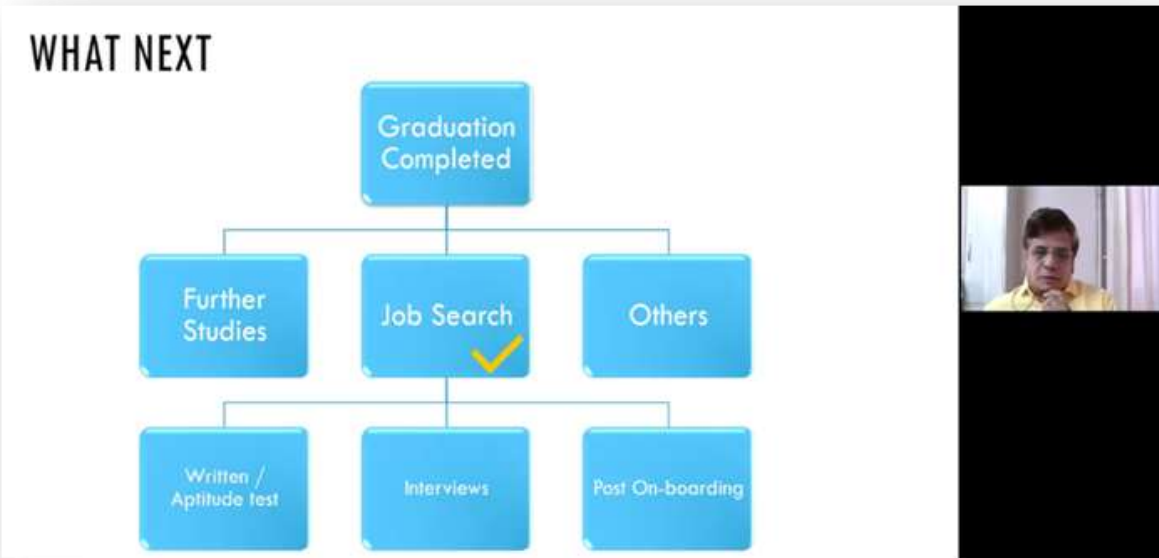 WHAT NEXT
Graduation
Completed
Further
Studies
Job Search
Others
Written /
Aptitude test
Interviews
Post On-boarding